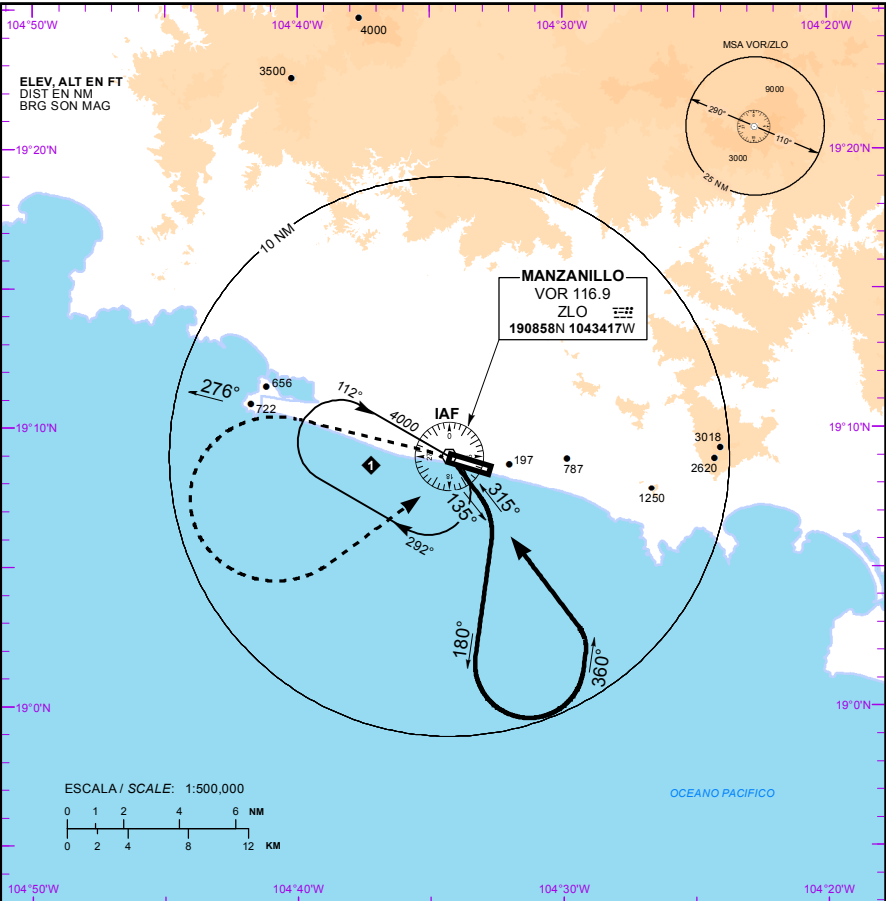 104°50'W
104°40'W
104°30'W
104°20'W
4000
3500
ELEV, ALT EN FT
DIST EN NM
BRG SON MAG
MSA VOR/ZLO
9000
290°
110°
3000
25 NM
19°20'N
19°20'N
10 NM
MANZANILLO
VOR 116.9
ZLO
190858N 1043417W
276°
656
722
112°
4000
IAF
0
18
19°10'N
19°10'N
197
787
3018
2620
1250
1
315°
135°
292°
180°
360°
19°0'N
19°0'N
ESCALA / SCALE: 1:500,000
0 1 2 4 6 NM
0 2 4 8 12 KM
OCEANO PACIFICO
104°50'W
104°40'W
104°30'W
104°20'W